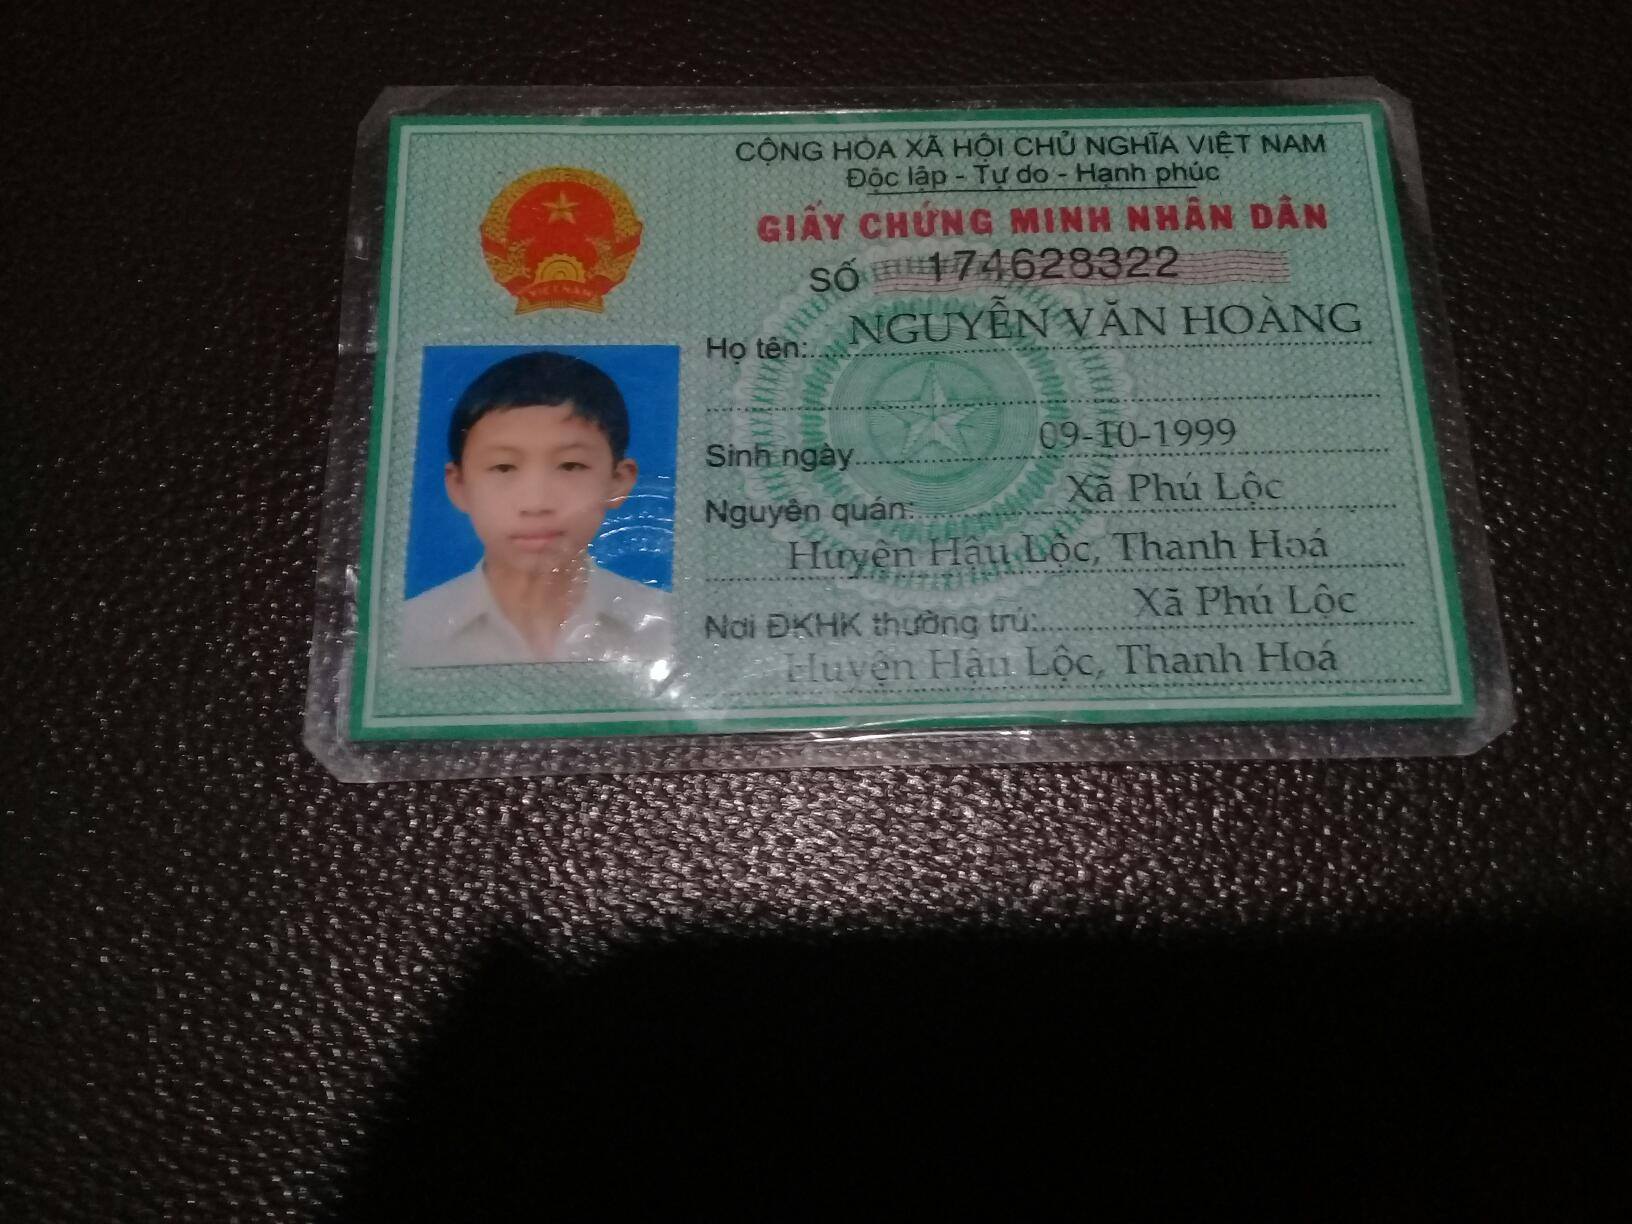 CỘNG HÒA XÃ HỘI CHỦ NGHĨA VIỆT NAM
Độc lập - Tự do - Hạnh phúc
GIẤY CHỨNG MINH NHÂN DÂN
SỐ 174628322
VIỆT NAM
Họ tên: NGUYỄN VĂN HOÀNG
Sinh ngày 09-10-1999
Nguyên quán: Xã Phú Lộc
Huyện Hậu Lộc, Thanh Hoá
Nơi ĐKHK thường trú: Xã Phú Lộc
Huyện Hậu Lộc, Thanh Hoá